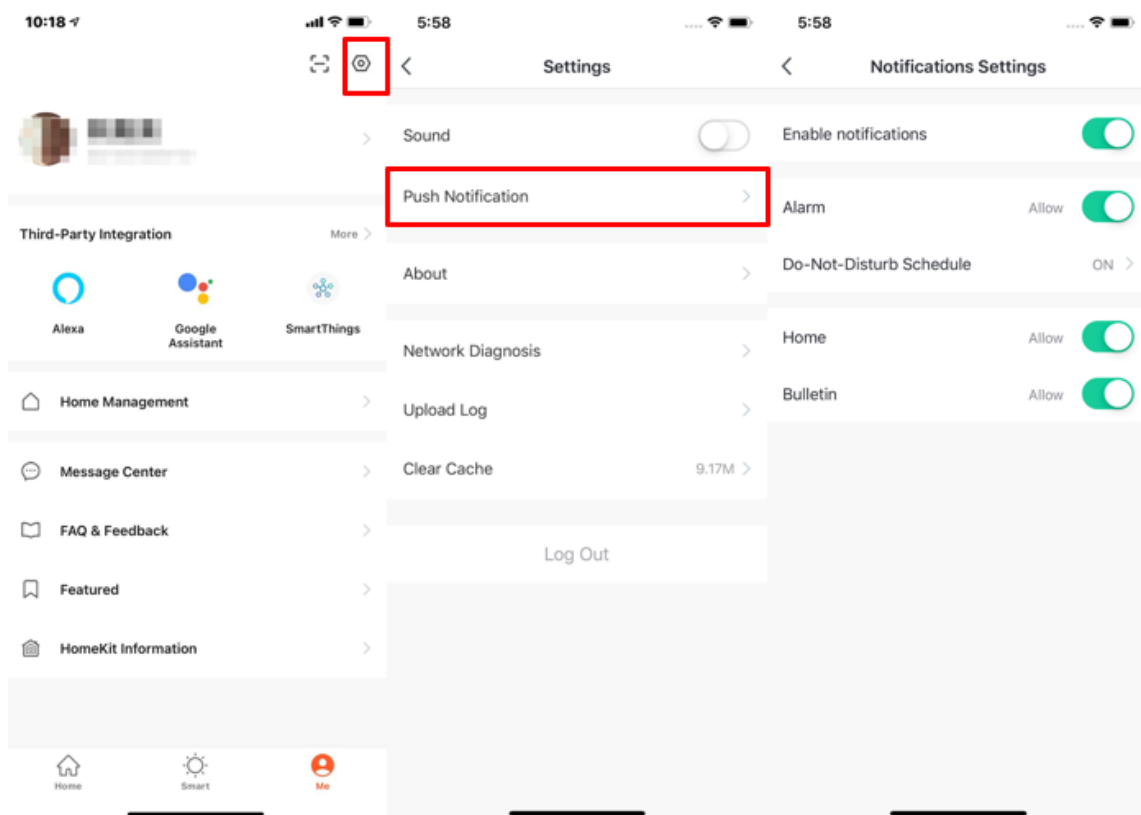 10:18
Third-Party Integration
More
Alexa
Google
Assistant
SmartThings
Home Management
Message Center
FAQ & Feedback
Featured
HomeKit Information
Home
Smart
Me
5:58
Settings
Sound
Push Notification
About
Network Diagnosis
Upload Log
Clear Cache
9.17M
Log Out
5:58
Notifications Settings
Enable notifications
Alarm
Allow
Do-Not-Disturb Schedule
ON
Home
Allow
Bulletin
Allow